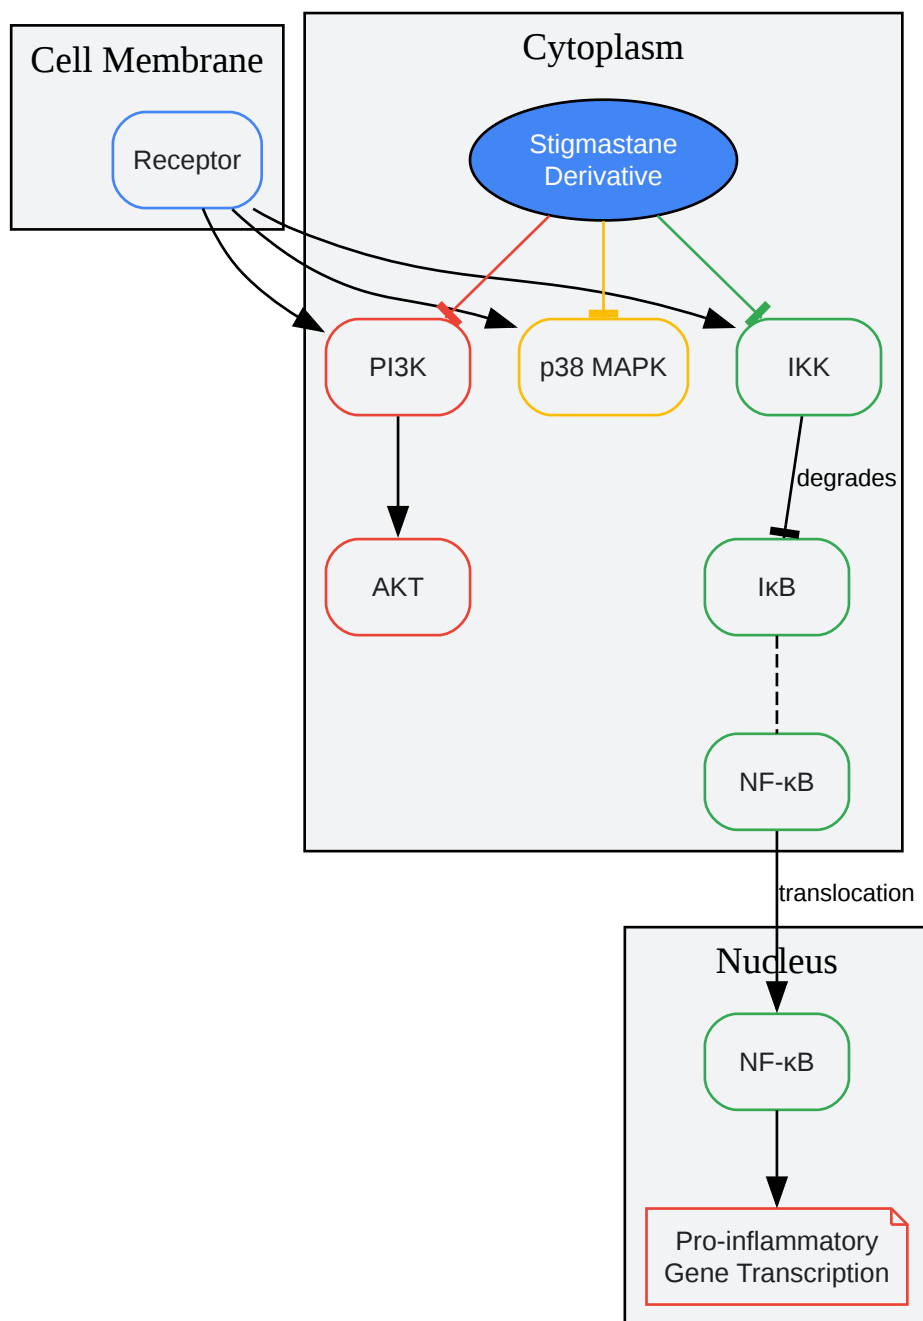 Cell Membrane
Receptor
Cytoplasm
Stigmastane
Derivative
PI3K
p38 MAPK
IKK
degrades
AKT
IκB
NF-κB
translocation
Nucleus
NF-κB
Pro-inflammatory
Gene Transcription